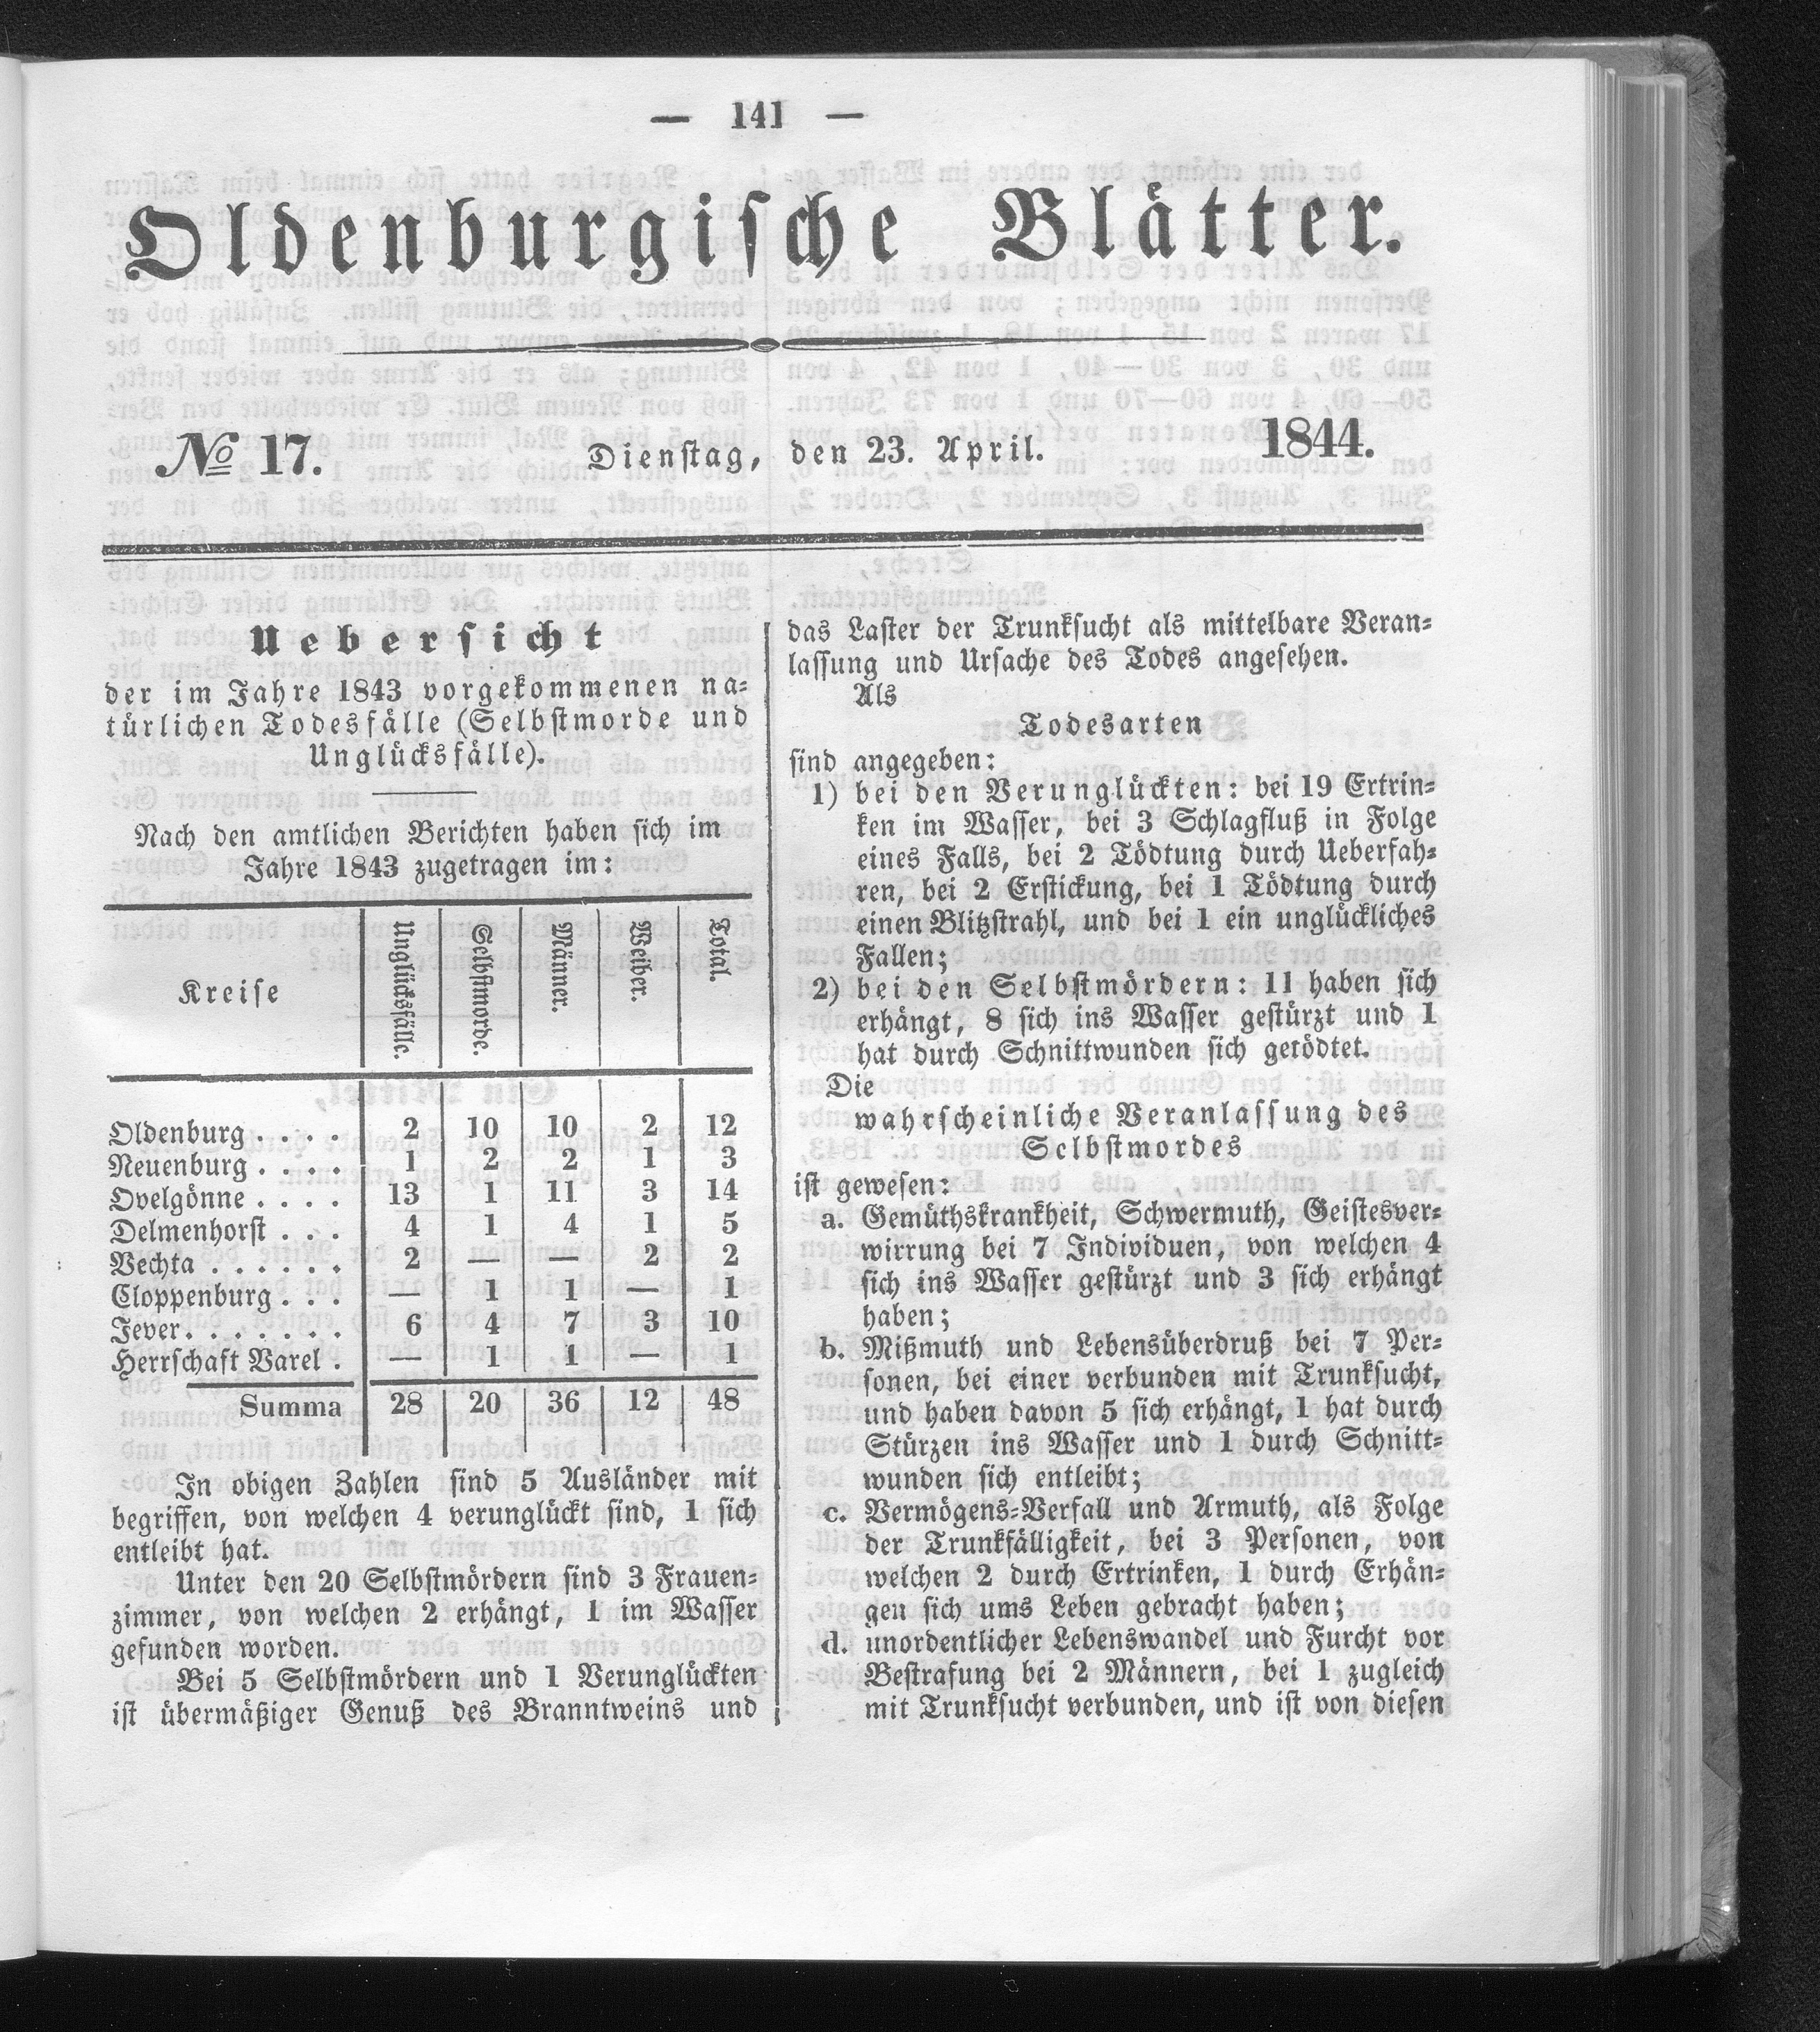 — 141 —
Oldenburgische Blätter.
№ 17. Dienstag, den 23. April. 1844.
Uebersicht
der im Jahre 1843 vorgekommenen na=
türlichen Todesfälle (Selbstmorde und
Unglücksfälle).
Nach den amtlichen Berichten haben sich im
Jahre 1843 zugetragen im:
Kreise Unglücksfälle. Selbstmorde. Männer. Weiber. Total.
Oldenburg . . . . 2 10 10 2 12
Neuenburg . . . . 1 2 2 1 3
Ovelgönne . . . . 13 1 11 3 14
Delmenhorst . . . 4 1 4 1 5
Vechta . . . . . . 2 — — 2 2
Cloppenburg . . . — 1 1 — 1
Jever. . . . . . . 6 4 7 3 10
Herrschaft Varel . — 1 1 — 1
Summa 28 20 36 12 48
In obigen Zahlen sind 5 Ausländer mit
begriffen, von welchen 4 verunglückt sind, 1 sich
entleibt hat.
Unter den 20 Selbstmördern sind 3 Frauen=
zimmer, von welchen 2 erhängt, 1 im Wasser
gefunden worden.
Bei 5 Selbstmördern und 1 Verunglückten
ist übermäßiger Genuß des Branntweins und
das Laster der Trunksucht als mittelbare Veran=
lassung und Ursache des Todes angesehen.
Als
Todesarten
sind angegeben:
1) bei den Verunglückten: bei 19 Ertrin=
ken im Wasser, bei 3 Schlagfluß in Folge
eines Falls, bei 2 Tödtung durch Ueberfah=
ren, bei 2 Erstickung, bei 1 Tödtung durch
einen Blitzstrahl, und bei 1 ein unglückliches
Fallen;
2) bei den Selbstmördern: 11 haben sich
erhängt, 8 sich ins Wasser gestürzt und 1
hat durch Schnittwunden sich getödtet.
Die
wahrscheinliche Veranlassung des
Selbstmordes
ist gewesen:
a. Gemüthskrankheit, Schwermuth, Geistesver=
wirrung bei 7 Individuen, von welchen 4
sich ins Wasser gestürzt und 3 sich erhängt
haben;
b. Mißmuth und Lebensüberdruß bei 7 Per=
sonen, bei einer verbunden mit Trunksucht,
und haben davon 5 sich erhängt, 1 hat durch
Stürzen ins Wasser und 1 durch Schnitt=
wunden sich entleibt;
c. Vermögens=Verfall und Armuth, als Folge
der Trunkfälligkeit, bei 3 Personen, von
welchen 2 durch Ertrinken, 1 durch Erhän=
gen sich ums Leben gebracht haben;
d. unordentlicher Lebenswandel und Furcht vor
Bestrafung bei 2 Männern, bei 1 zugleich
mit Trunksucht verbunden, und ist von diesen